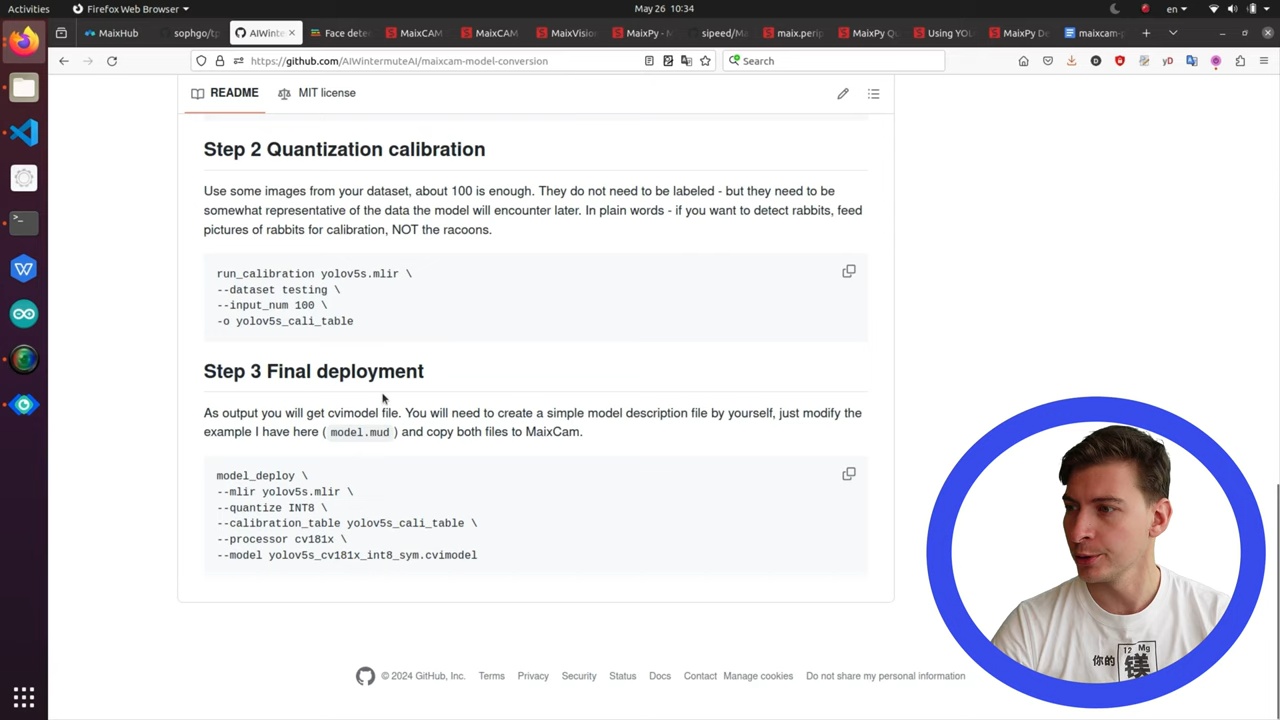 Activities
Firefox Web Browser
May 26 10:34
en
MaixHub
sophgo/tp
AIWinter
Face dete
MaixCAM
MaixCAM
MaixVision
MaixPy -
sipeed/Ma
maix.perip
MaixPy Qu
Using YOL
MaixPy De
maixcam-p
https://github.com/AIWintermuteAI/maixcam-model-conversion
Search
README
MIT license
Step 2 Quantization calibration
Use some images from your dataset, about 100 is enough. They do not need to be labeled - but they need to be
somewhat representative of the data the model will encounter later. In plain words - if you want to detect rabbits, feed
pictures of rabbits for calibration, NOT the racoons.
run_calibration yolov5s.mlir \
--dataset testing \
--input_num 100 \
-o yolov5s_cali_table
Step 3 Final deployment
As output you will get cvimodel file. You will need to create a simple model description file by yourself, just modify the
example I have here ( model.mud ) and copy both files to MaixCam.
model_deploy \
--mlir yolov5s.mlir \
--quantize INT8 \
--calibration_table yolov5s_cali_table \
--processor cv181x \
--model yolov5s_cv181x_int8_sym.cvimodel
© 2024 GitHub, Inc.
Terms
Privacy
Security
Status
Docs
Contact
Manage cookies
Do not share my personal information
12 Mg
你的 镁